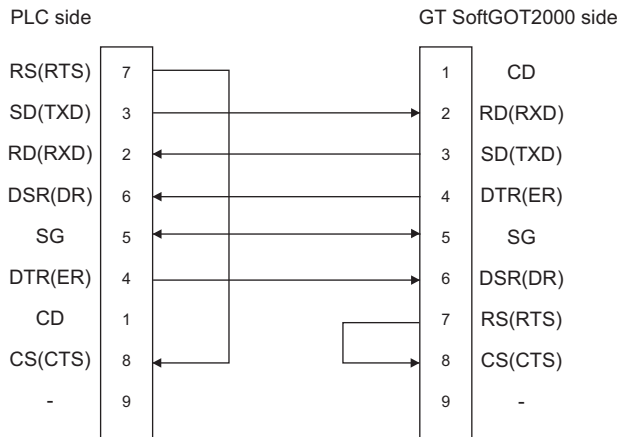 PLC side GT SoftGOT2000 side
RS(RTS) 7 1 CD
SD(TXD) 3 2 RD(RXD)
RD(RXD) 2 3 SD(TXD)
DSR(DR) 6 4 DTR(ER)
SG 5 5 SG
DTR(ER) 4 6 DSR(DR)
CD 1 7 RS(RTS)
CS(CTS) 8 8 CS(CTS)
- 9 9 -